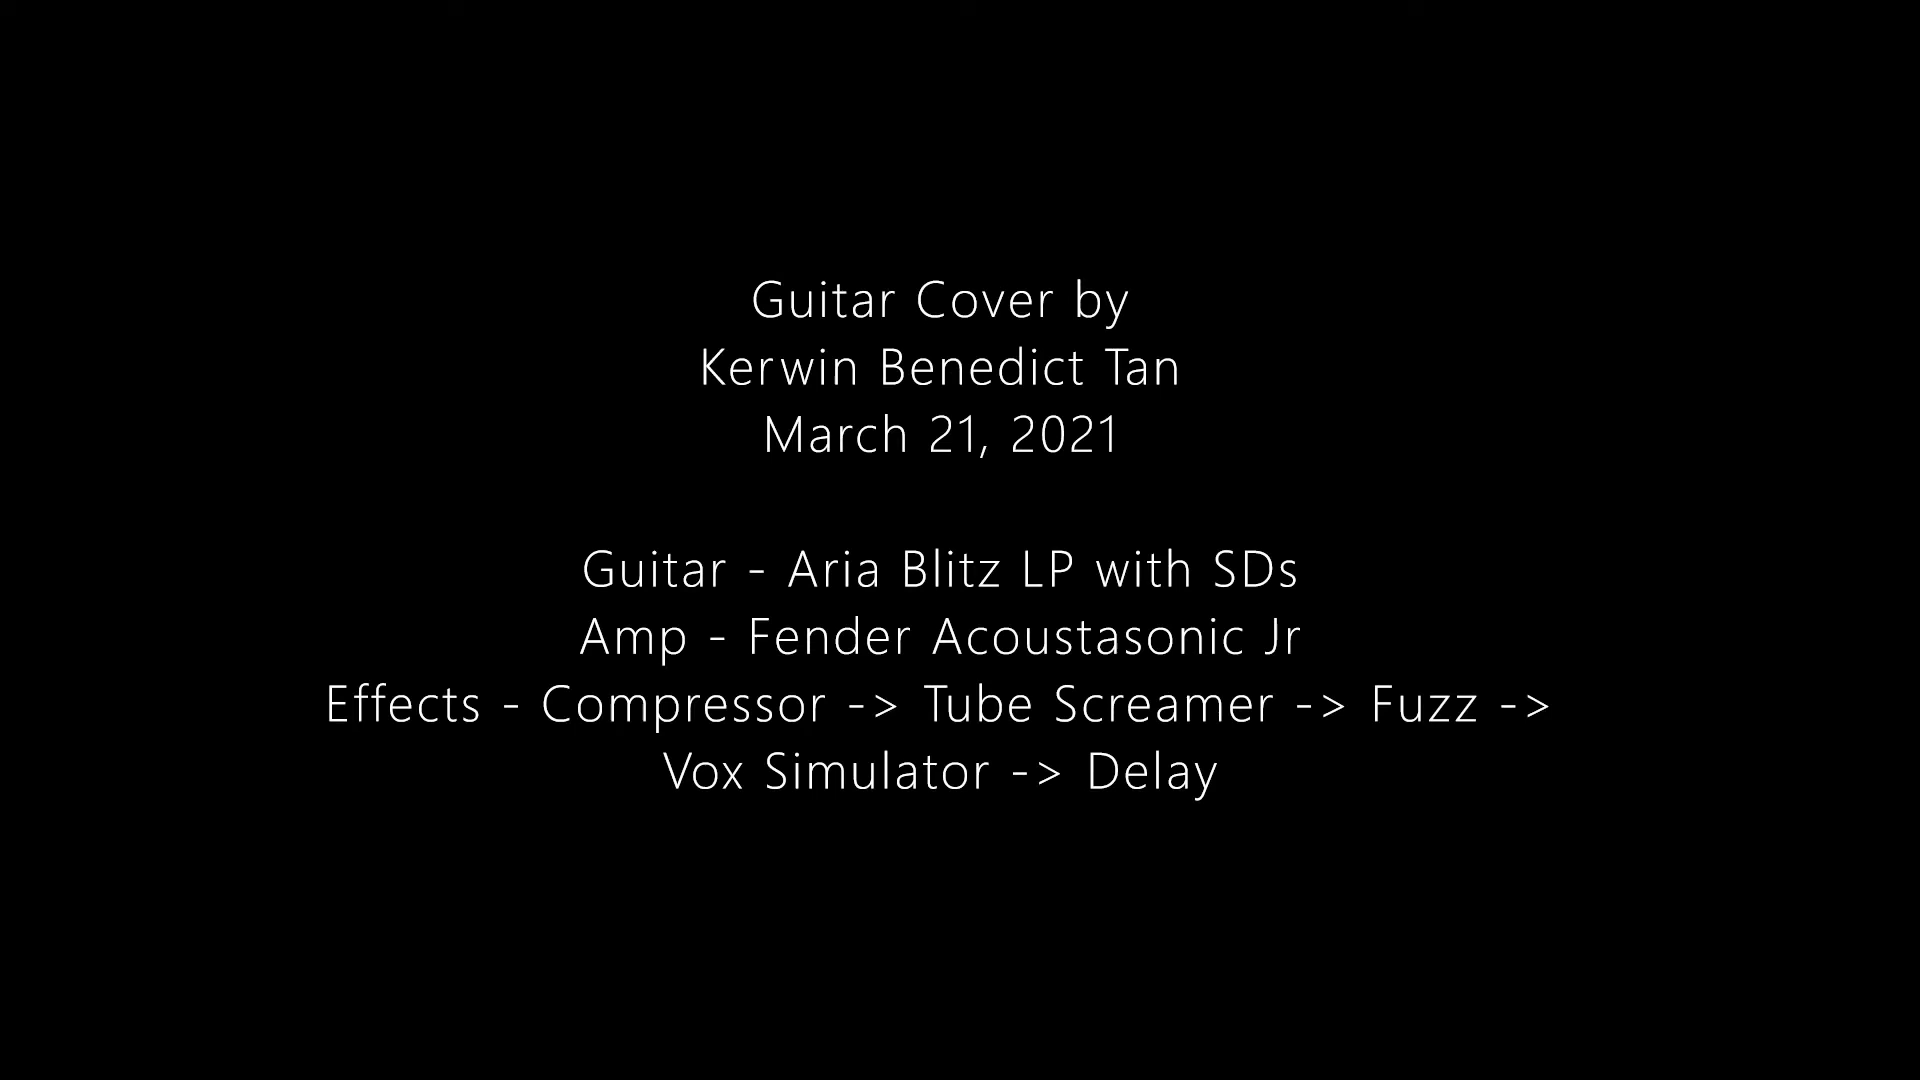 Guitar Cover by
Kerwin Benedict Tan
March 21, 2021
Guitar - Aria Blitz LP with SDs
Amp - Fender Acoustasonic Jr
Effects - Compressor -> Tube Screamer -> Fuzz ->
Vox Simulator -> Delay